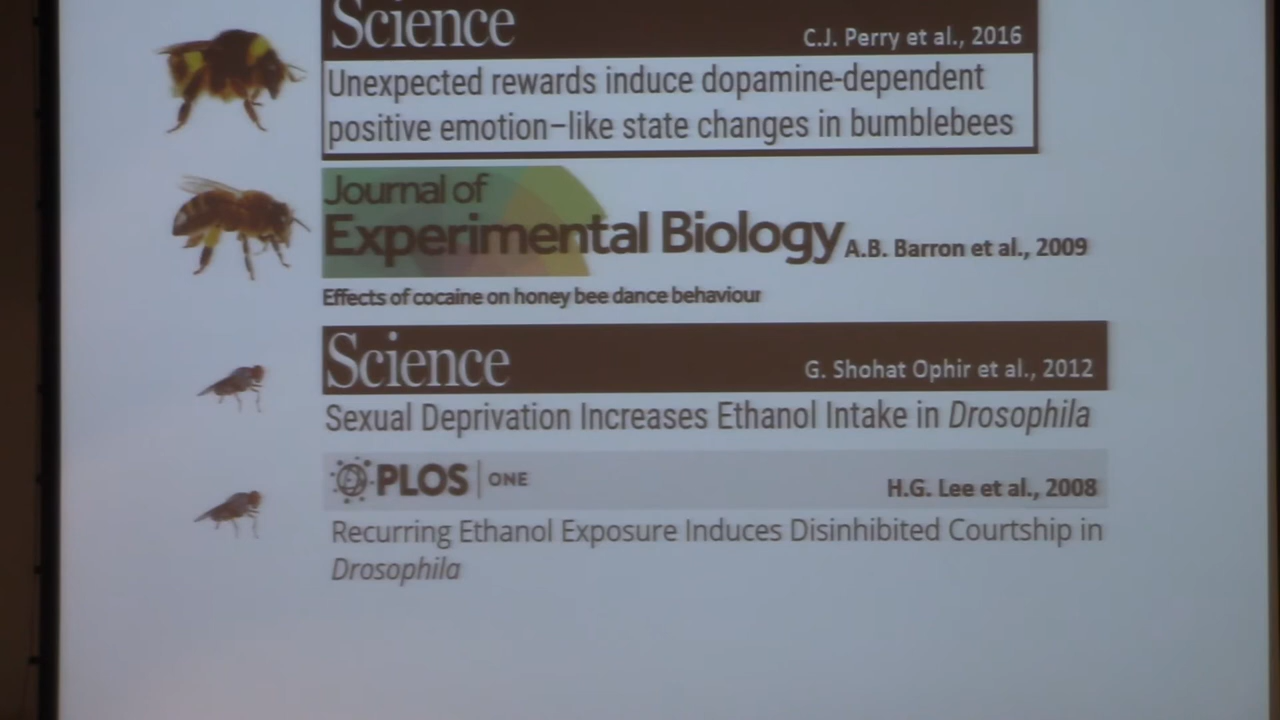 Science
C.J. Perry et al., 2016
Unexpected rewards induce dopamine-dependent
positive emotion–like state changes in bumblebees
Journal of
Experimental Biology
A.B. Barron et al., 2009
Effects of cocaine on honey bee dance behaviour
Science
G. Shohat Ophir et al., 2012
Sexual Deprivation Increases Ethanol Intake in Drosophila
PLOS ONE
H.G. Lee et al., 2008
Recurring Ethanol Exposure Induces Disinhibited Courtship in
Drosophila